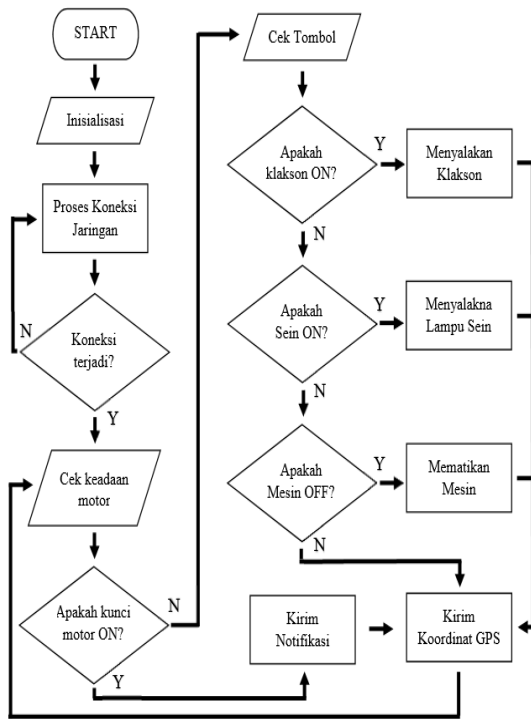 START
Inisialisasi
Proses Koneksi
Jaringan
N
Koneksi
terjadi?
Y
Cek keadaan
motor
Apakah kunci
motor ON?
N
Y
Cek Tombol
Apakah
klakson ON?
Y
Menyalakan
Klakson
N
Apakah
Sein ON?
Y
Menyalakna
Lampu Sein
N
Apakah
Mesin OFF?
Y
Mematikan
Mesin
N
Kirim
Notifikasi
Kirim
Koordinat GPS